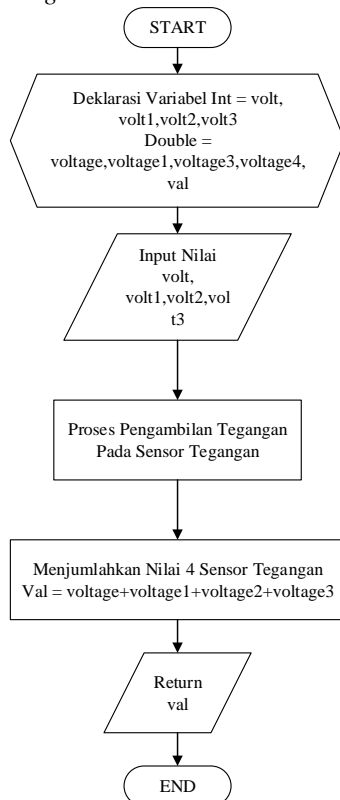 START
Deklarasi Variabel Int = volt,
volt1,volt2,volt3
Double =
voltage,voltage1,voltage3,voltage4,
val
Input Nilai
volt,
volt1,volt2,vol
t3
Proses Pengambilan Tegangan
Pada Sensor Tegangan
Menjumlahkan Nilai 4 Sensor Tegangan
Val = voltage+voltage1+voltage2+voltage3
Return
val
END